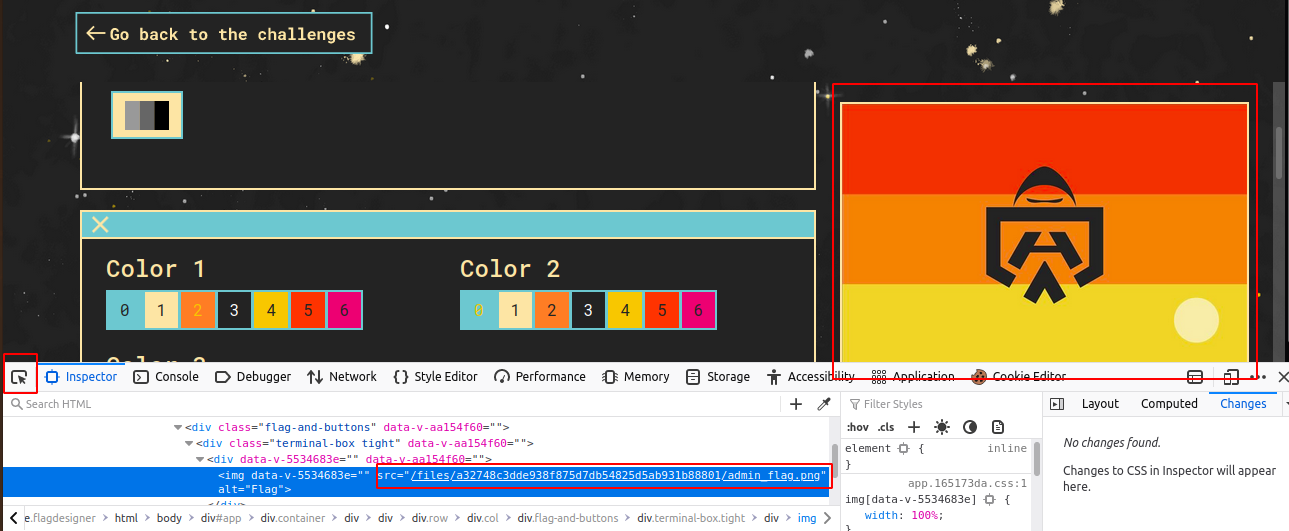 Go back to the challenges
Color 1
Color 2
0 1 2 3 4 5 6
0 1 2 3 4 5 6
Inspector Console Debugger Network Style Editor Performance Memory Storage Accessibility Application Cookie Editor
Search HTML
<div class="flag-and-buttons" data-v-aa154f60="">
<div class="terminal-box tight" data-v-aa154f60="">
<div data-v-5534683e="" data-v-aa154f60="">
<img data-v-5534683e="" src="/files/a32748c3dde938f875d7db54825d5ab931b88801/admin_flag.png"
alt="Flag">
</div>
e.flagdesigner html body div#app div.container div div div.row div.col div.flag-and-buttons div.terminal-box.tight div img
Filter Styles
:hov .cls
element inline
}
app.165173da.css:1
img[data-v-5534683e] {
width: 100%;
Layout Computed Changes
No changes found.
Changes to CSS in Inspector will appear
here.